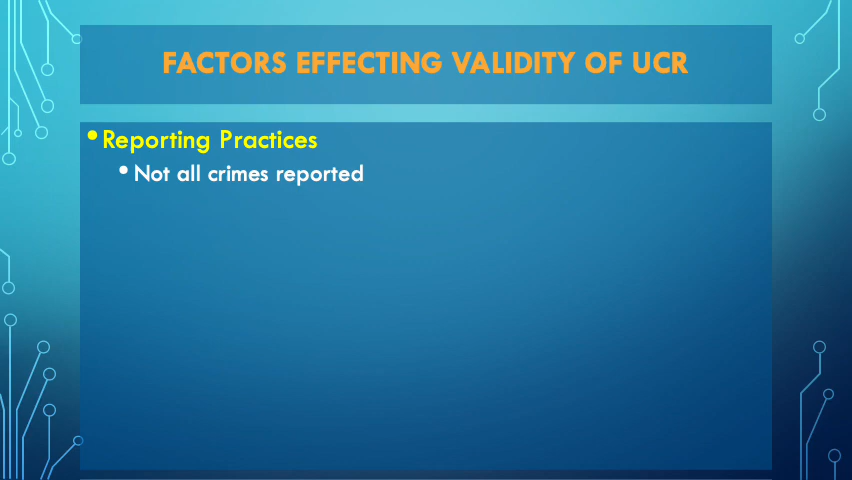 FACTORS EFFECTING VALIDITY OF UCR
•Reporting Practices
•Not all crimes reported